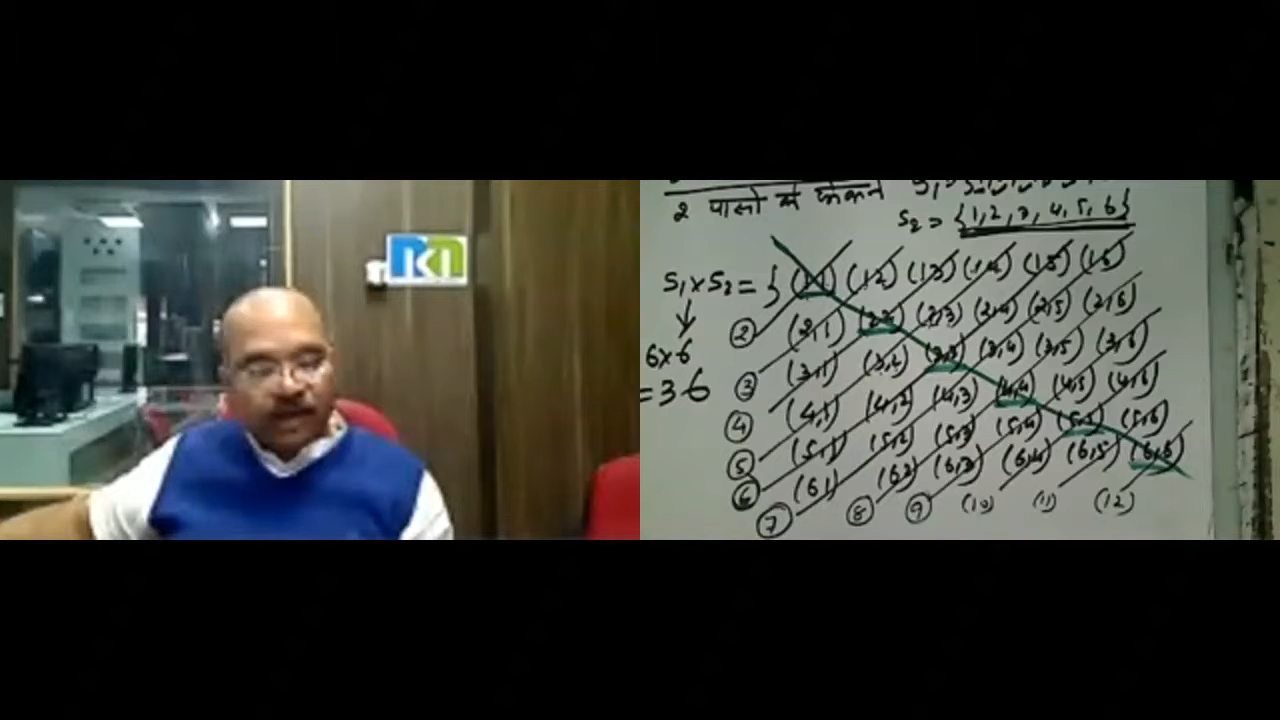 RM
2 पासों के फेंकने S₁ =
S₂ = {1, 2, 3, 4, 5, 6}
S₁ × S₂ = { (1,1) (1,2) (1,3) (1,4) (1,5) (1,6)
(2,1) (2,2) (2,3) (2,4) (2,5) (2,6)
6×6 (3,1) (3,2) (3,3) (3,4) (3,5) (3,6)
=36 (4,1) (4,2) (4,3) (4,4) (4,5) (4,6)
(5,1) (5,6) (5,3) (5,4) (5,5) (5,6)
(6,1) (6,2) (6,3) (6,4) (6,5) (6,6)
2
3
4
5
6
7 8 9 (10) (11) (12)